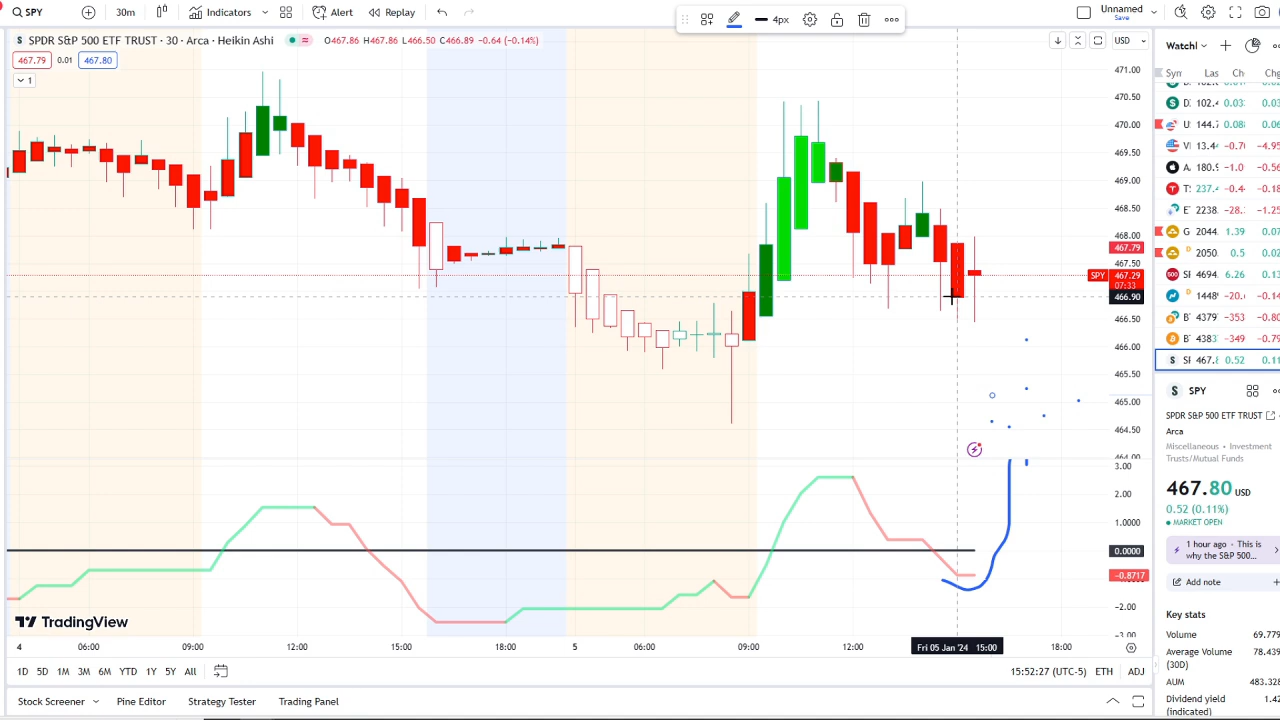 SPY 30m Indicators Alert Replay 4px Unnamed
Save
SPDR S&P 500 ETF TRUST · 30 · Arca · Heikin Ashi 467.86 H467.86 L466.50 C466.89 −0.64 (−0.14%) USD Watchl
467.79 0.01 467.80
1
Sym Las Ch Chg
471.00
470.50
470.00
469.50
469.00
468.50
468.00
467.79
467.50
SPY 467.29
07:33
466.90
466.50
466.00
465.50
465.00
464.50
464.00
3.00
2.00
1.0000
0.0000
-0.8717
−2.00
−3.00
102.4 0.03
144.7 0.08
13.4 -0.7 -4.95
A 180.9 -1.0 -0.56
T 237.4 -0.4 -0.18
E 2238. -28. -1.25
G 2044. 1.39 0.07
2050. 0.5 0.02
4694. 6.26 0.13
1448 -20. -0.14
4379 -353 -0.80
4383 -349 -0.79
467.8 0.52 0.11
SPY
SPDR S&P 500 ETF TRUST
Arca
Miscellaneous • Investment
Trusts/Mutual Funds
467.80 USD
0.52 (0.11%)
MARKET OPEN
1 hour ago · This is
why the S&P 500...
Add note
Key stats
Volume 69.779
Average Volume
(30D) 78.439
AUM 483.328
Dividend yield
(indicated) 1.42
TradingView
4 06:00 09:00 12:00 15:00 18:00 5 06:00 09:00 12:00 Fri 05 Jan '24 15:00 18:00
1D 5D 1M 3M 6M YTD 1Y 5Y All 15:52:27 (UTC-5) ETH ADJ
Stock Screener Pine Editor Strategy Tester Trading Panel